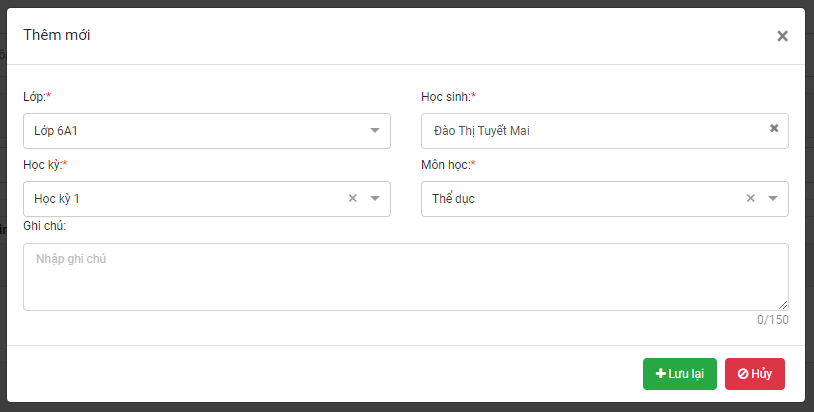 Thêm mới
Lớp:*
Học sinh:*
Lớp 6A1
Đào Thị Tuyết Mai
Học kỳ:*
Môn học:*
Học kỳ 1
Thể dục
Ghi chú:
Nhập ghi chú
0/150
Lưu lại
Hủy